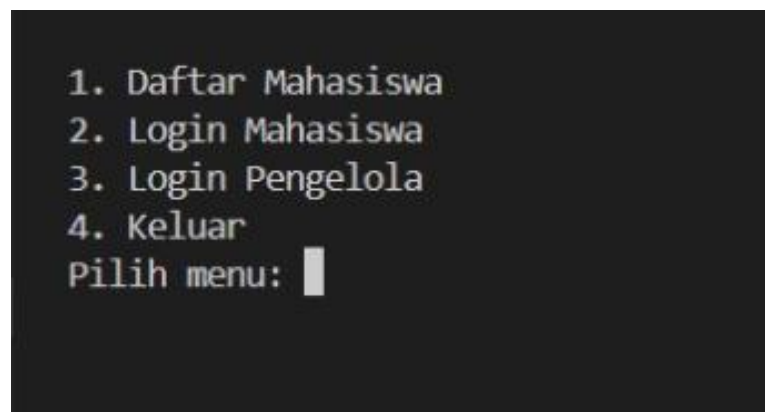 1. Daftar Mahasiswa
2. Login Mahasiswa
3. Login Pengelola
4. Keluar
Pilih menu: